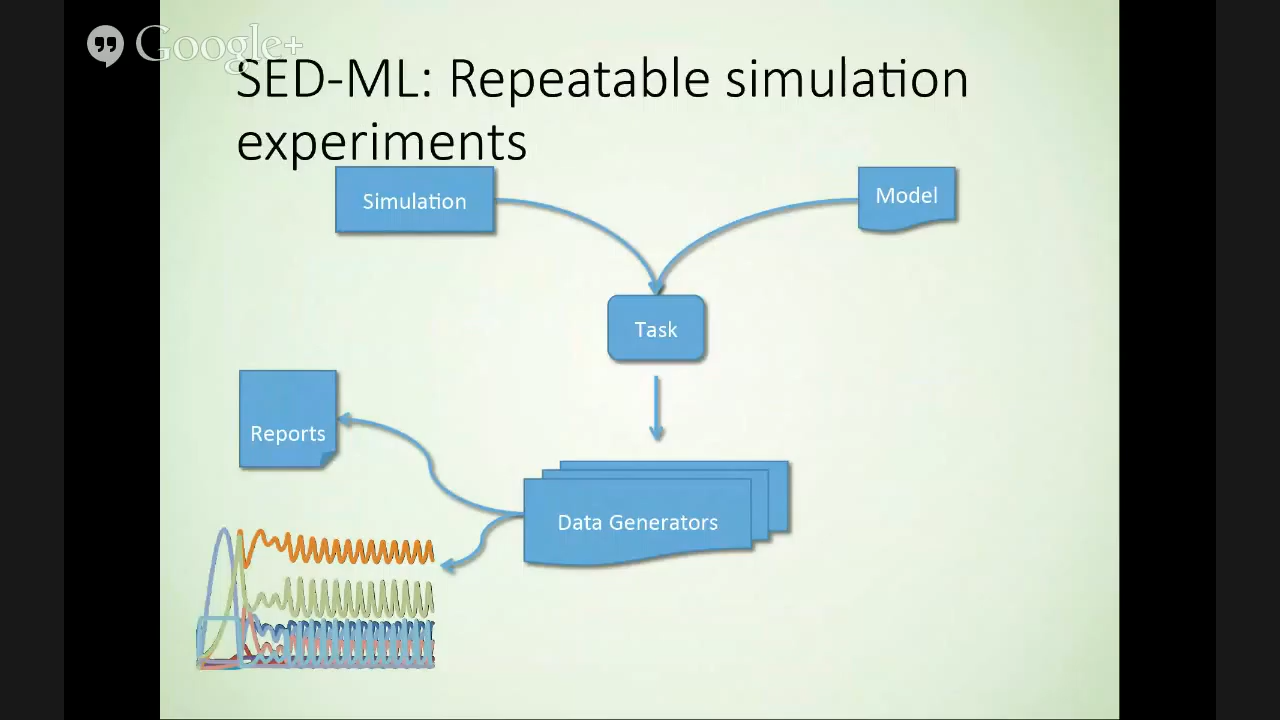 Google+
SED-ML: Repeatable simulation
experiments
Simulation
Model
Task
Reports
Data Generators